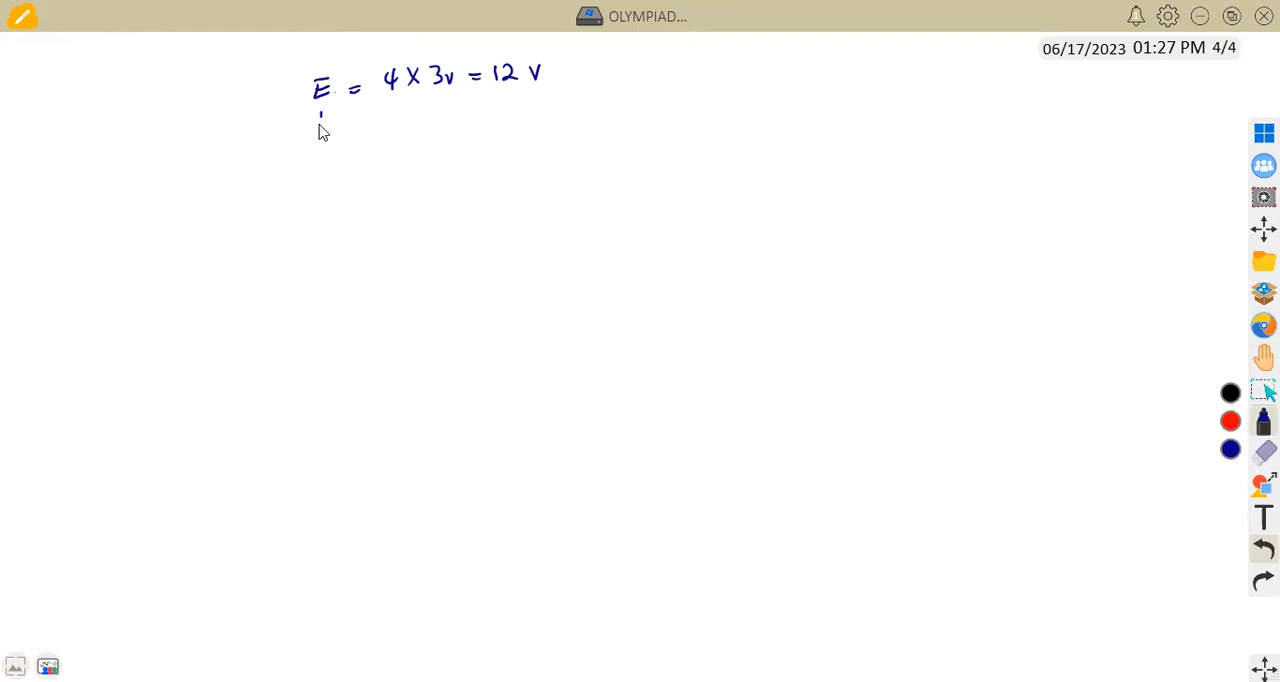 OLYMPIAD...
06/17/2023 01:27 PM 4/4
E = 4 X 3v = 12 V
T